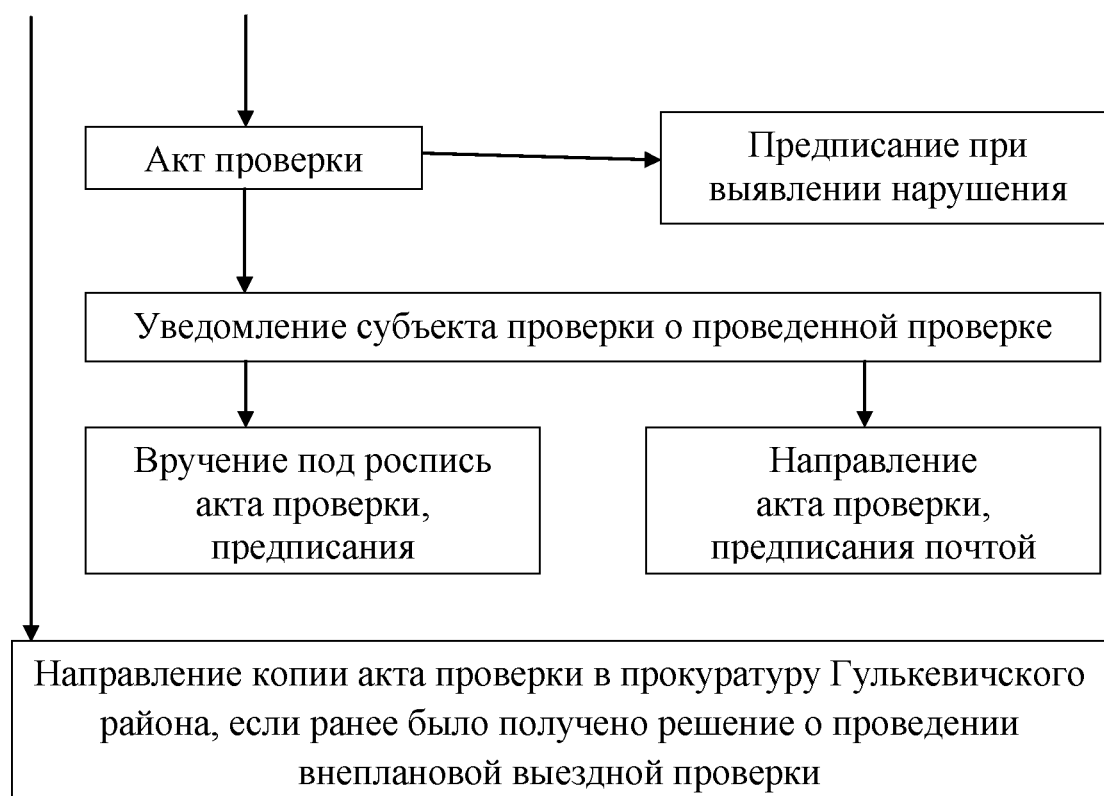 Акт проверки
Предписание при
выявлении нарушения
Уведомление субъекта проверки о проведенной проверке
Вручение под роспись
акта проверки,
предписания
Направление
акта проверки,
предписания почтой
Направление копии акта проверки в прокуратуру Гулькевичского
района, если ранее было получено решение о проведении
внеплановой выездной проверки